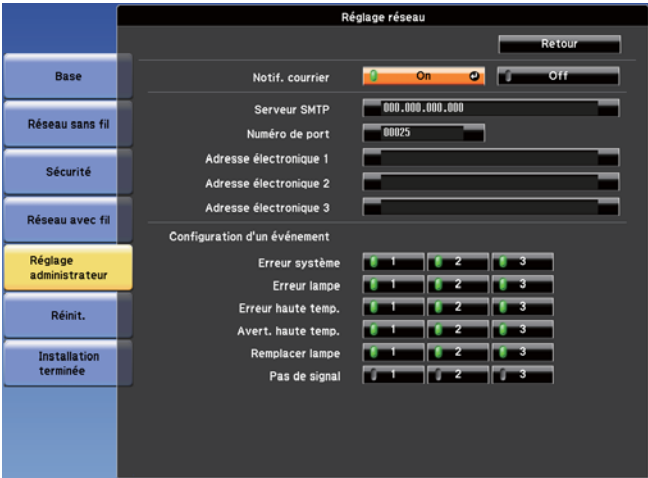 Réglage réseau
Retour
Base
Réseau sans fil
Sécurité
Réseau avec fil
Réglage
administrateur
Réinit.
Installation
terminée
Notif. courrier On Off
Serveur SMTP 000.000.000.000
Numéro de port 00025
Adresse électronique 1
Adresse électronique 2
Adresse électronique 3
Configuration d'un événement
Erreur système 1 2 3
Erreur lampe 1 2 3
Erreur haute temp. 1 2 3
Avert. haute temp. 1 2 3
Remplacer lampe 1 2 3
Pas de signal 1 2 3